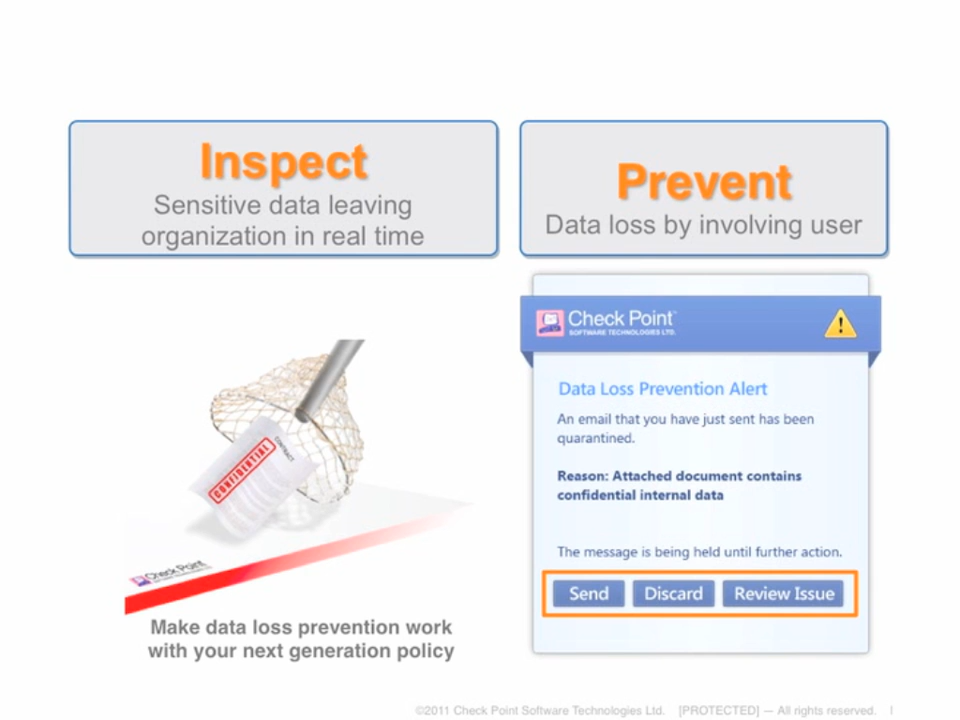 Inspect
Sensitive data leaving
organization in real time
Prevent
Data loss by involving user
CONTRACT
CONFIDENTIAL
Check Point
Make data loss prevention work
with your next generation policy
Check Point™
SOFTWARE TECHNOLOGIES LTD.
Data Loss Prevention Alert
An email that you have just sent has been
quarantined.
Reason: Attached document contains
confidential internal data
The message is being held until further action.
Send Discard Review Issue
©2011 Check Point Software Technologies Ltd. [PROTECTED] — All rights reserved. |